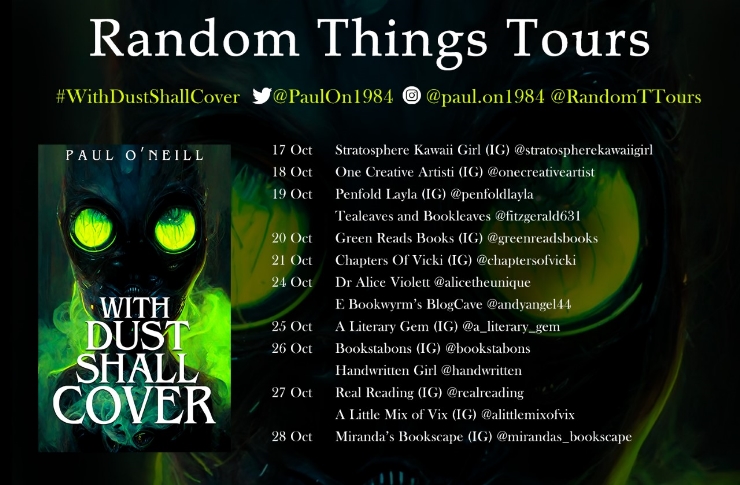 Random Things Tours
#WithDustShallCover @PaulOn1984 @paul.on1984 @RandomTTours
PAUL O'NEILL
WITH
DUST
SHALL
COVER
17 Oct Stratosphere Kawaii Girl (IG) @stratospherekawaiigirl
18 Oct One Creative Artisti (IG) @onecreativeartist
19 Oct Penfold Layla (IG) @penfoldlayla
Tealeaves and Bookleaves @fitzgerald631
20 Oct Green Reads Books (IG) @greenreadsbooks
21 Oct Chapters Of Vicki (IG) @chaptersofvicki
24 Oct Dr Alice Violett @alicetheunique
E Bookwyrm's BlogCave @andyangel44
25 Oct A Literary Gem (IG) @a_literary_gem
26 Oct Bookstabons (IG) @bookstabons
Handwritten Girl @handwritten
27 Oct Real Reading (IG) @realreading
A Little Mix of Vix (IG) @alittlemixofvix
28 Oct Miranda's Bookscape (IG) @mirandas_bookscape